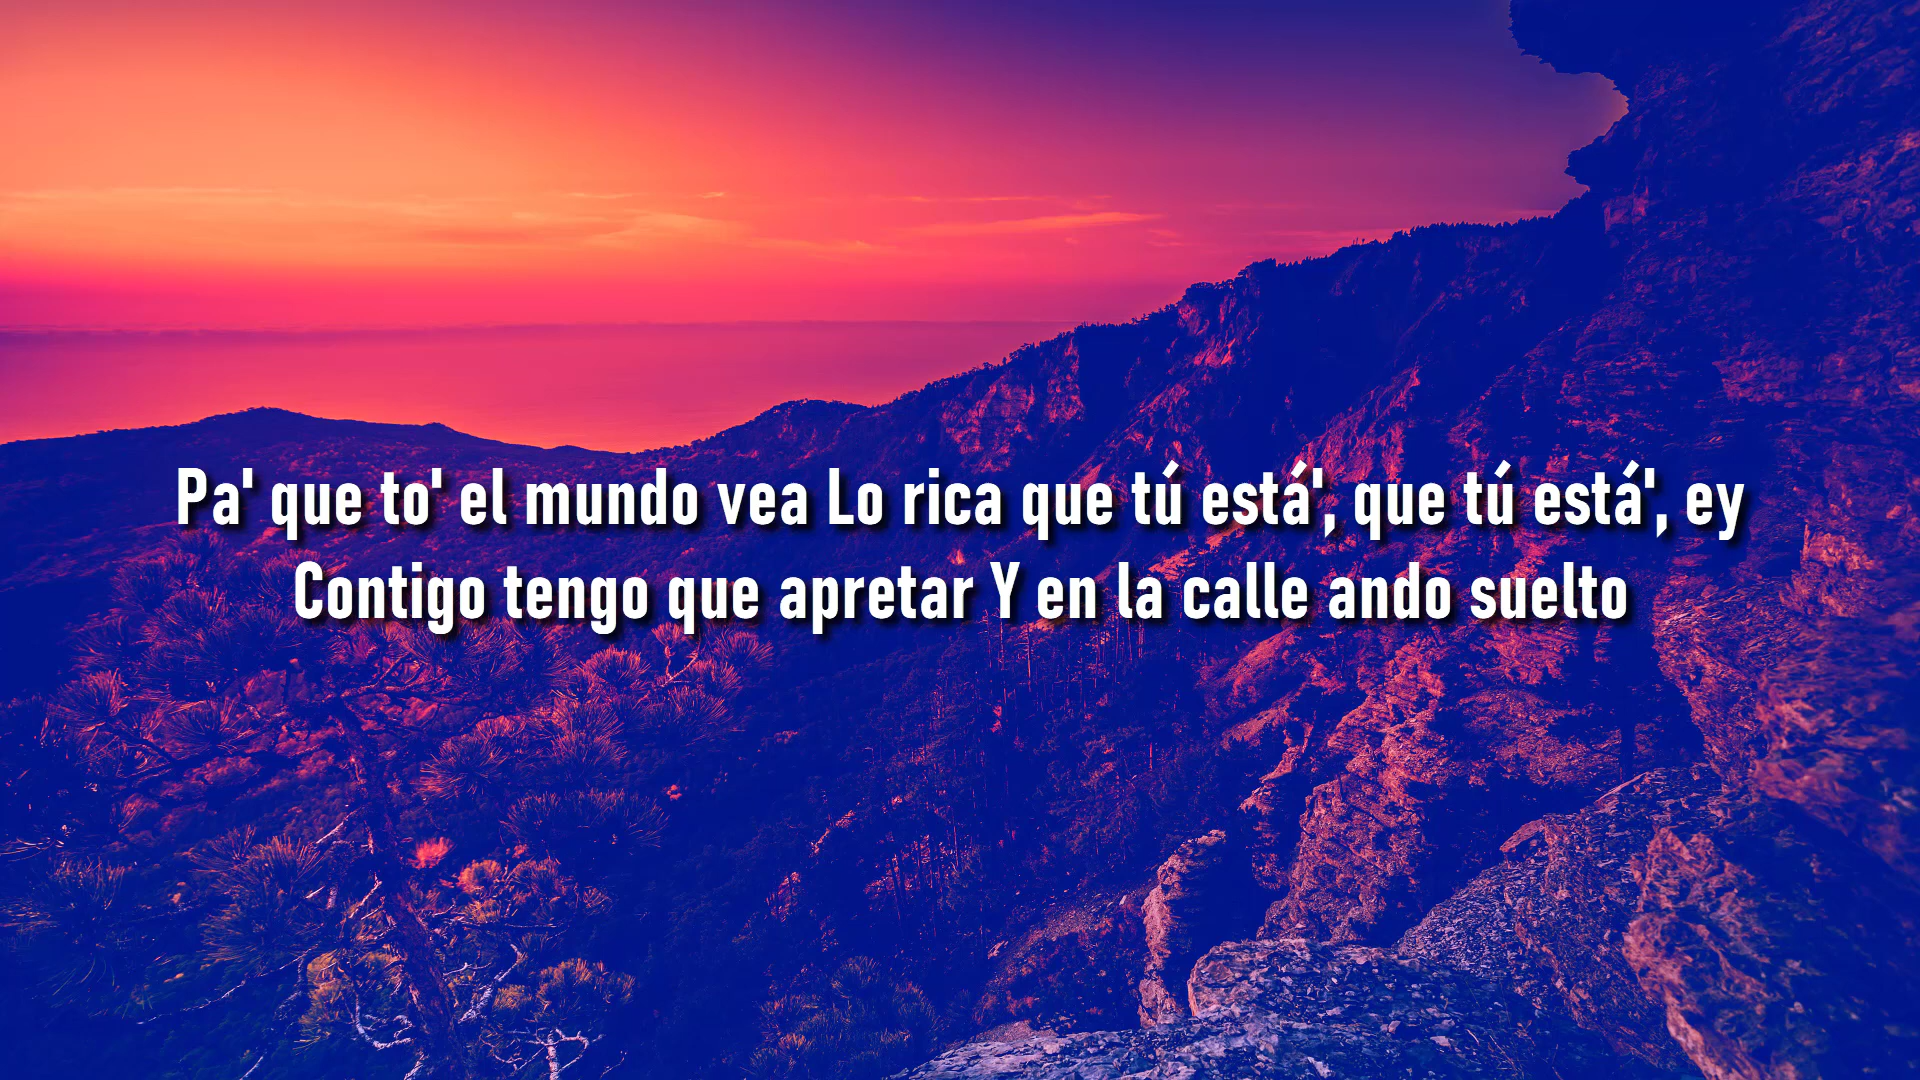 Pa' que to' el mundo vea Lo rica que tú está', que tú está', ey
Contigo tengo que apretar Y en la calle ando suelto